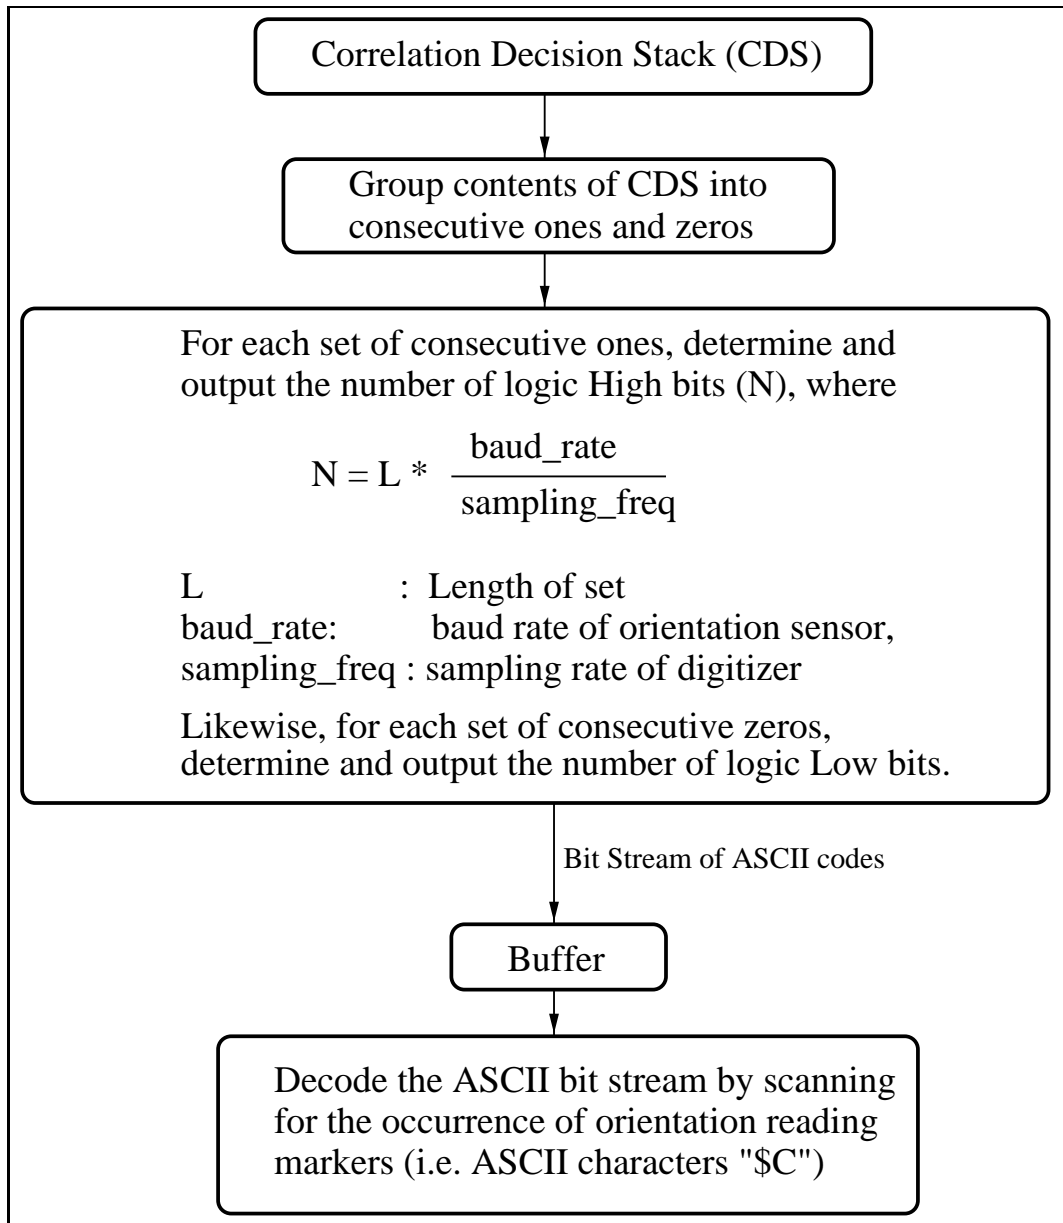 Correlation Decision Stack (CDS)
Group contents of CDS into
consecutive ones and zeros
For each set of consecutive ones, determine and
output the number of logic High bits (N), where
N = L * baud_rate
sampling_freq
L : Length of set
baud_rate: baud rate of orientation sensor,
sampling_freq : sampling rate of digitizer
Likewise, for each set of consecutive zeros,
determine and output the number of logic Low bits.
Bit Stream of ASCII codes
Buffer
Decode the ASCII bit stream by scanning
for the occurrence of orientation reading
markers (i.e. ASCII characters "$C")